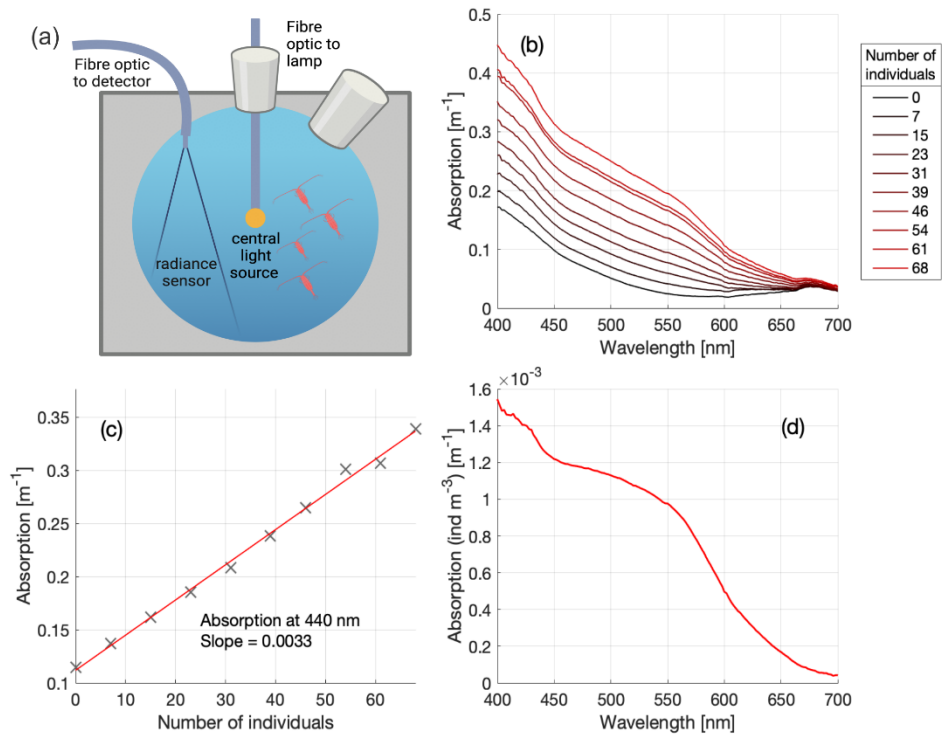 (a)
Fibre optic
to detector
Fibre
optic to
lamp
central
light
source
radiance
sensor
(b)
0.5
0.4
0.3
0.2
0.1
0
Absorption [m⁻¹]
400 450 500 550 600 650 700
Wavelength [nm]
Number of
individuals
0
7
15
23
31
39
46
54
61
68
(c)
0.35
0.3
0.25
0.2
0.15
0.1
Absorption [m⁻¹]
Absorption at 440 nm
Slope = 0.0033
0 10 20 30 40 50 60
Number of individuals
×10⁻³
(d)
1.6
1.4
1.2
1
0.8
0.6
0.4
0.2
0
Absorption (ind m⁻³) [m⁻¹]
400 450 500 550 600 650 700
Wavelength [nm]